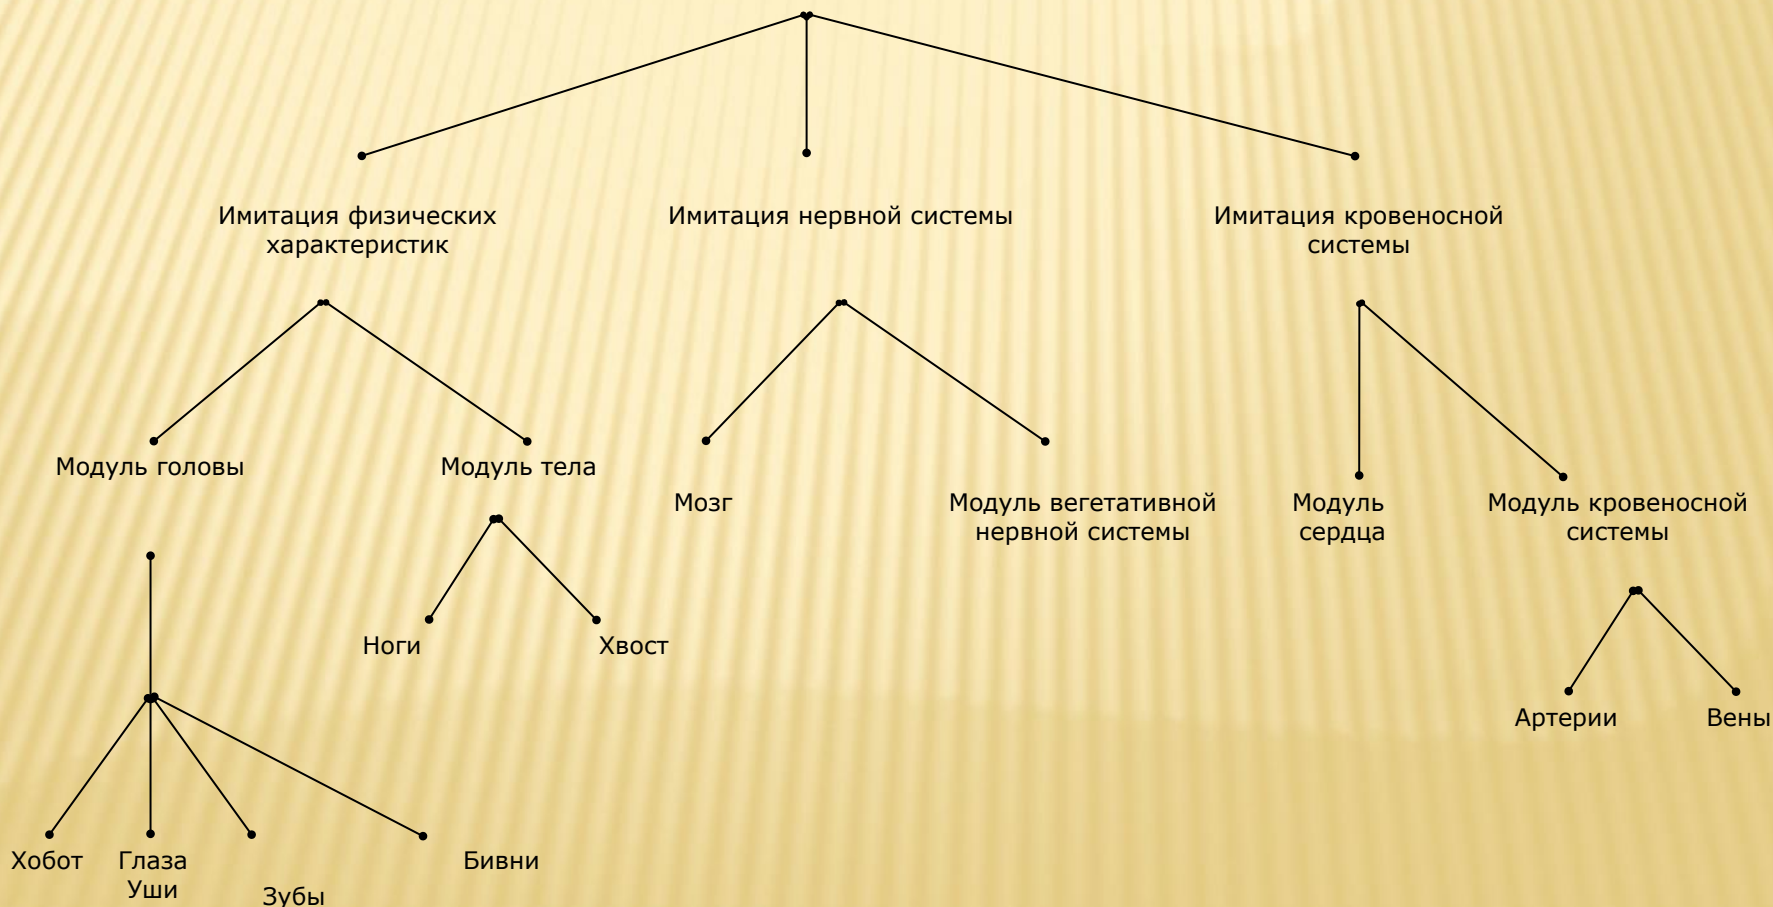 Имитация физических
характеристик
Имитация нервной системы
Имитация кровеносной
системы
Модуль головы
Модуль тела
Мозг
Модуль вегетативной
нервной системы
Модуль
сердца
Модуль кровеносной
системы
Ноги
Хвост
Артерии
Вены
Хобот
Глаза
Уши
Зубы
Бивни